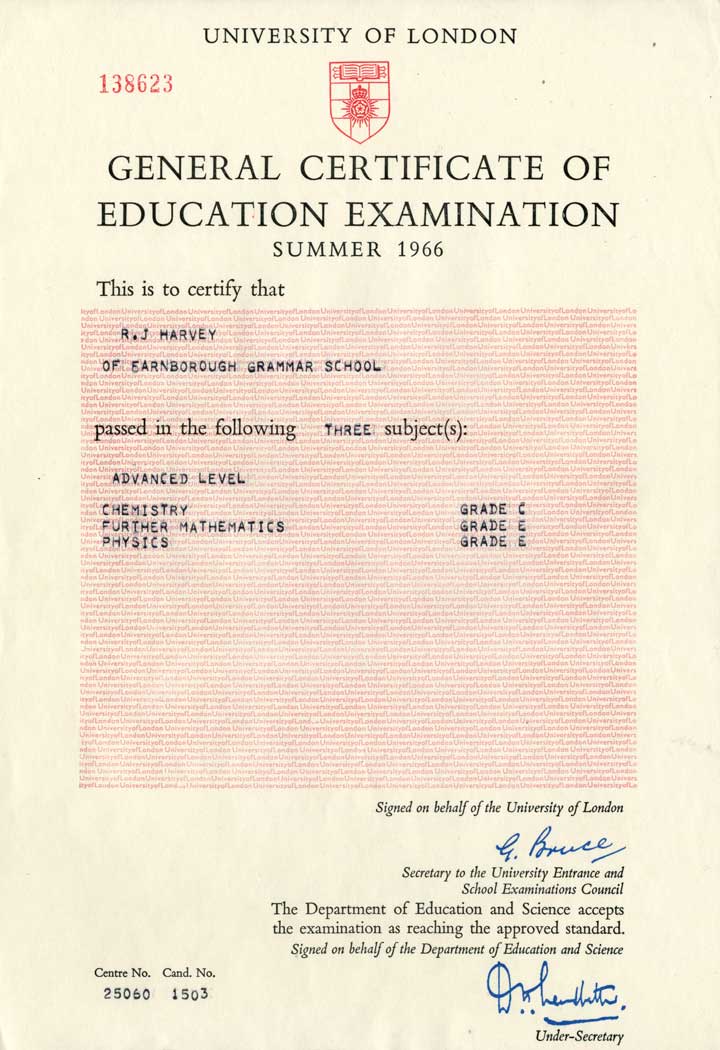 UNIVERSITY OF LONDON
138623
GENERAL CERTIFICATE OF
EDUCATION EXAMINATION
SUMMER 1966
This is to certify that
R.J HARVEY
OF FARNBOROUGH GRAMMAR SCHOOL
passed in the following THREE subject(s):
ADVANCED LEVEL
CHEMISTRY GRADE C
FURTHER MATHEMATICS GRADE E
PHYSICS GRADE E
Signed on behalf of the University of London
G. Bruce
Secretary to the University Entrance and
School Examinations Council
The Department of Education and Science accepts
the examination as reaching the approved standard.
Signed on behalf of the Department of Education and Science
Centre No. Cand. No.
25060 1503
Under-Secretary